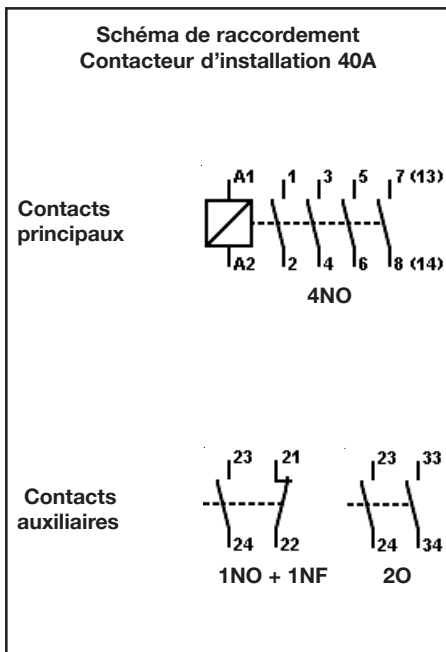 Schéma de raccordement
Contacteur d'installation 40A
A1 1 3 5 7 (13)
Contacts
principaux
A2 2 4 6 8 (14)
4NO
23 21 23 33
Contacts
auxiliaires
24 22 24 34
1NO + 1NF 2O